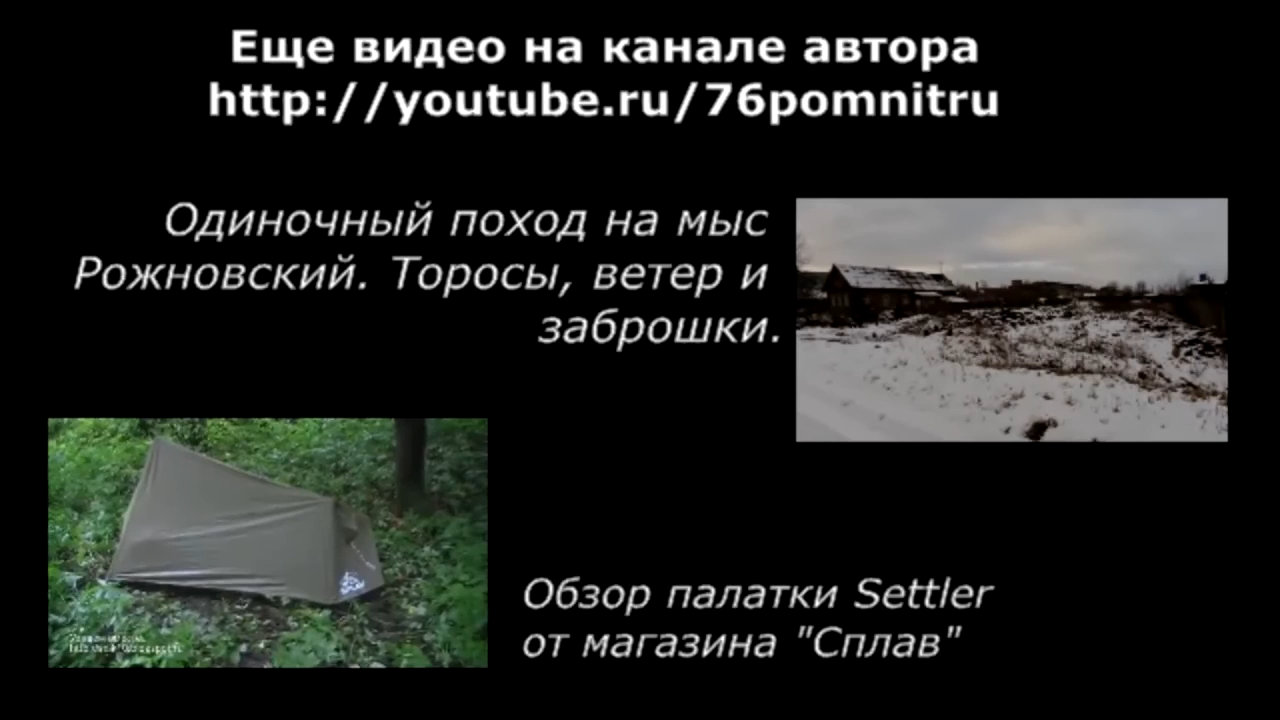 Еще видео на канале автора
http://youtube.ru/76pomnitru
Одиночный поход на мыс
Рожновский. Торосы, ветер и
заброшки.
Обзор палатки Settler
от магазина "Сплав"